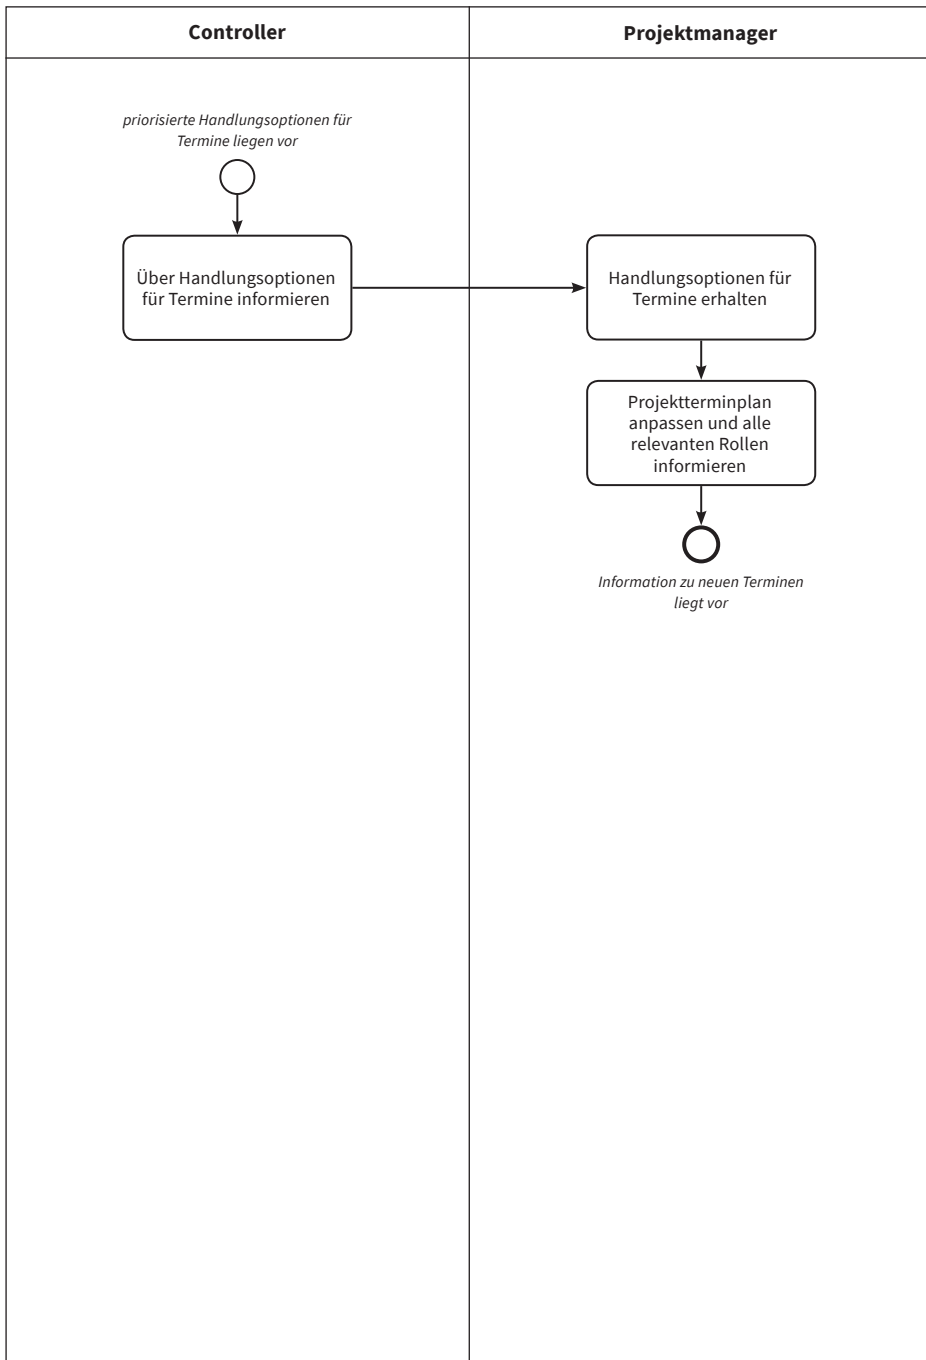 Controller
Projektmanager
priorisierte Handlungsoptionen für
Termine liegen vor
Über Handlungsoptionen
für Termine informieren
Handlungsoptionen für
Termine erhalten
Projektterminplan
anpassen und alle
relevanten Rollen
informieren
Information zu neuen Terminen
liegt vor